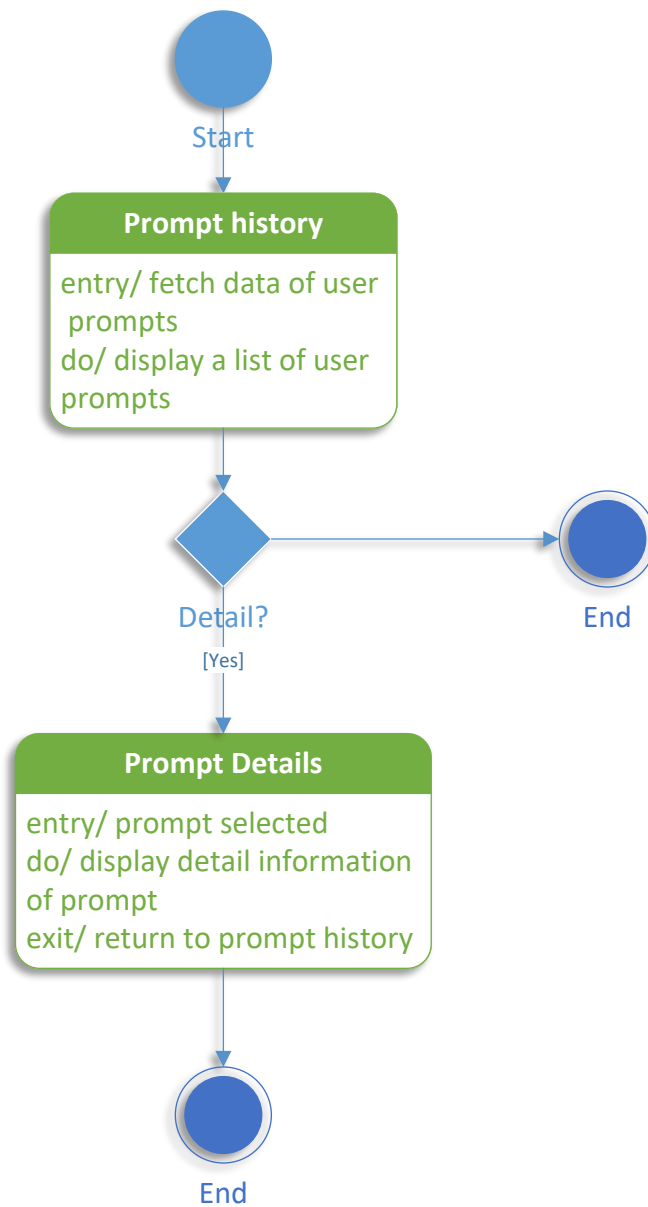 Start
Prompt history
entry/ fetch data of user
prompts
do/ display a list of user
prompts
Detail?
End
[Yes]
Prompt Details
entry/ prompt selected
do/ display detail information
of prompt
exit/ return to prompt history
End